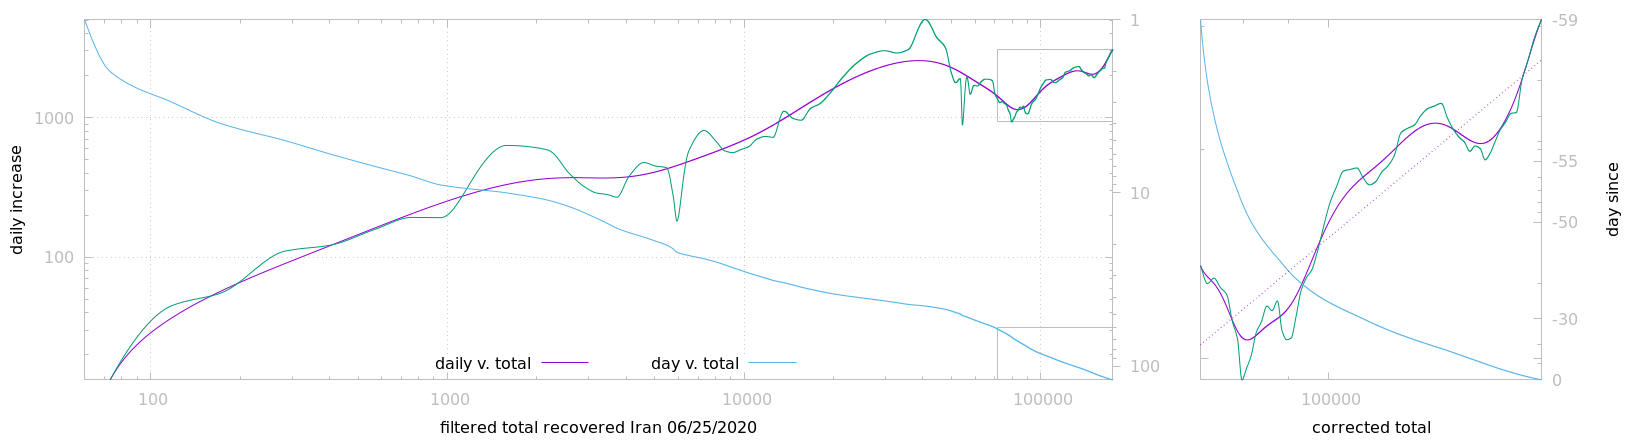 daily increase
1000
100
100
1000
10000
100000
1
10
100
daily v. total
day v. total
filtered total recovered Iran 06/25/2020
-59
-55
-50
-30
0
day since
100000
corrected total